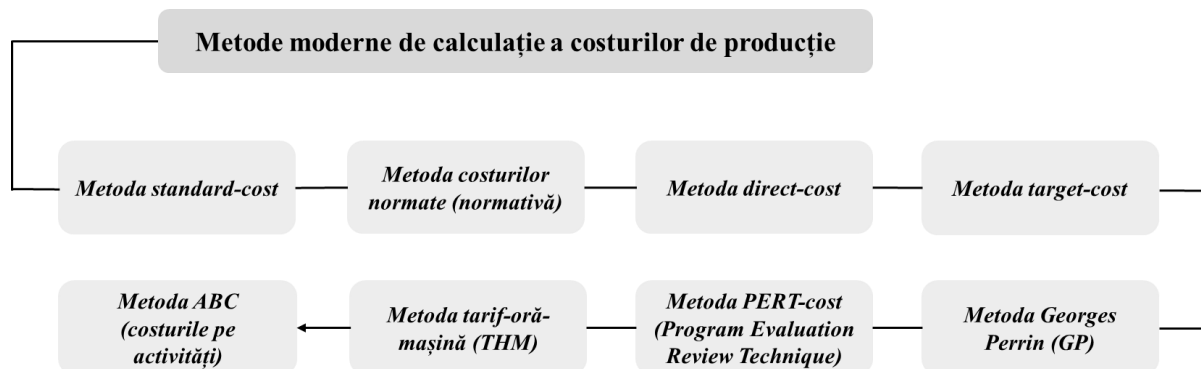 Metode moderne de calculație a costurilor de producție
Metoda standard-cost
Metoda costurilor
normate (normativă)
Metoda direct-cost
Metoda target-cost
Metoda ABC
(costurile pe
activități)
Metoda tarif-oră-
mașină (THM)
Metoda PERT-cost
(Program Evaluation
Review Technique)
Metoda Georges
Perrin (GP)